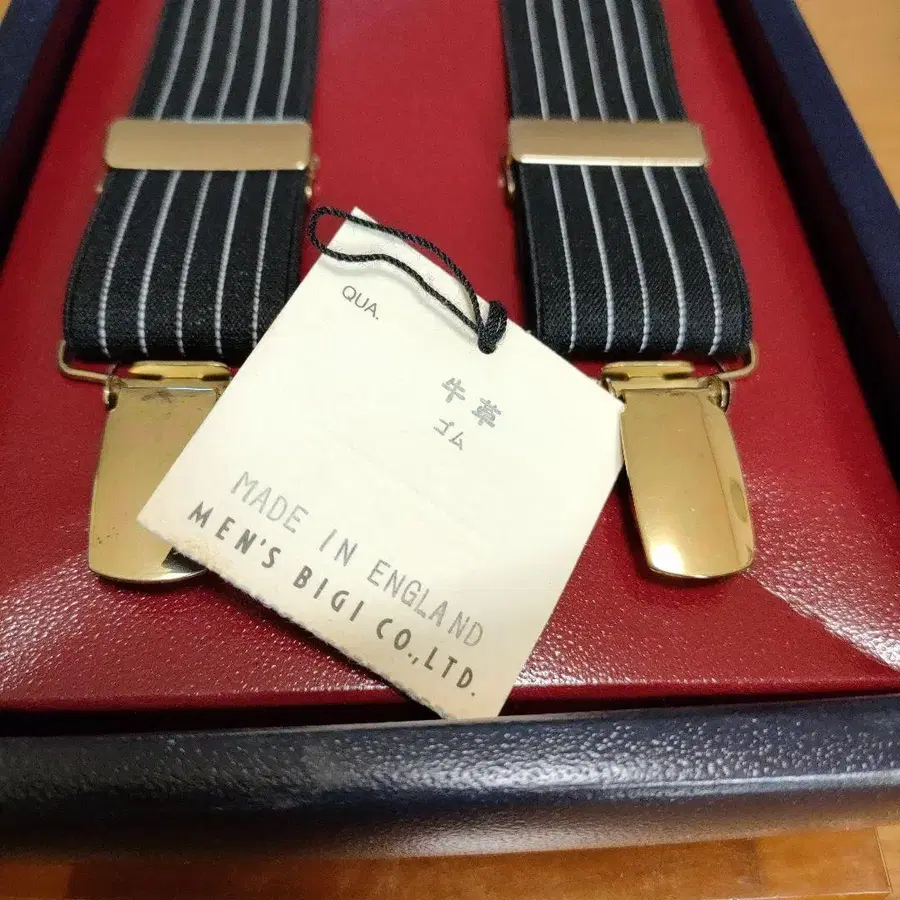 QUA.
牛革
ゴム
MADE IN ENGLAND
MEN'S BIGI CO.,LTD.